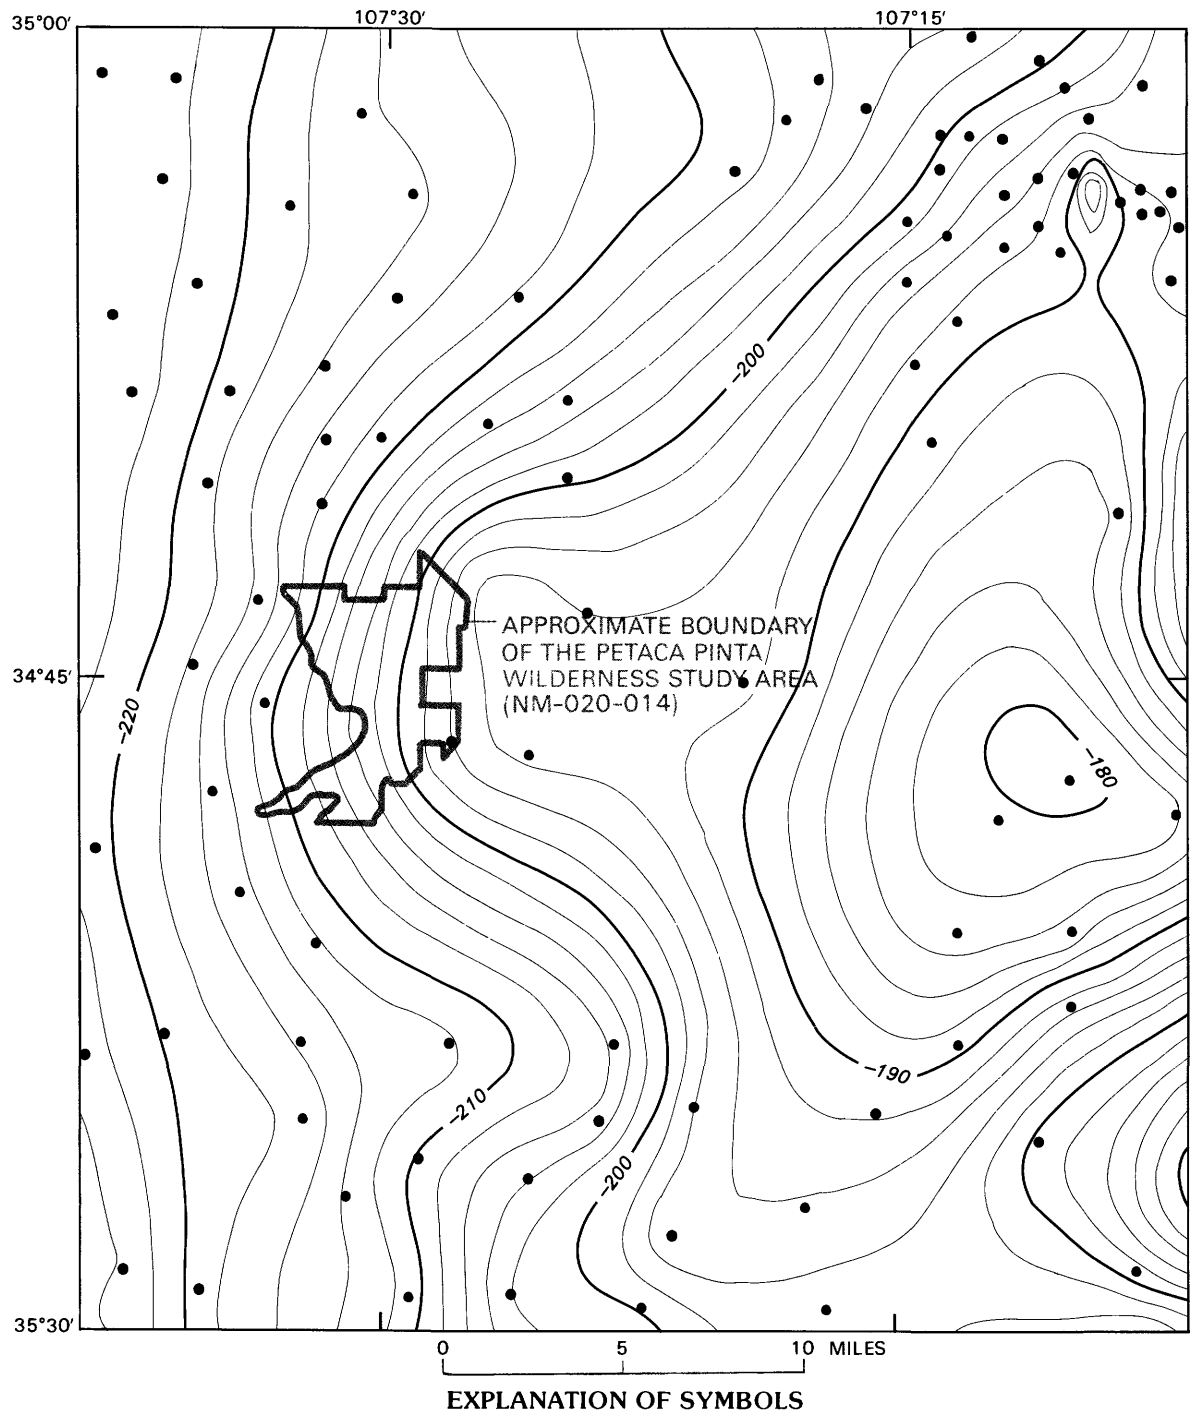 107°30′
107°15′
35°00′
–200
APPROXIMATE BOUNDARY
OF THE PETACA PINTA
WILDERNESS STUDY AREA
(NM–020–014)
34°45′
–220
–180
–190
–210
–200
35°30′
0 5 10 MILES
EXPLANATION OF SYMBOLS